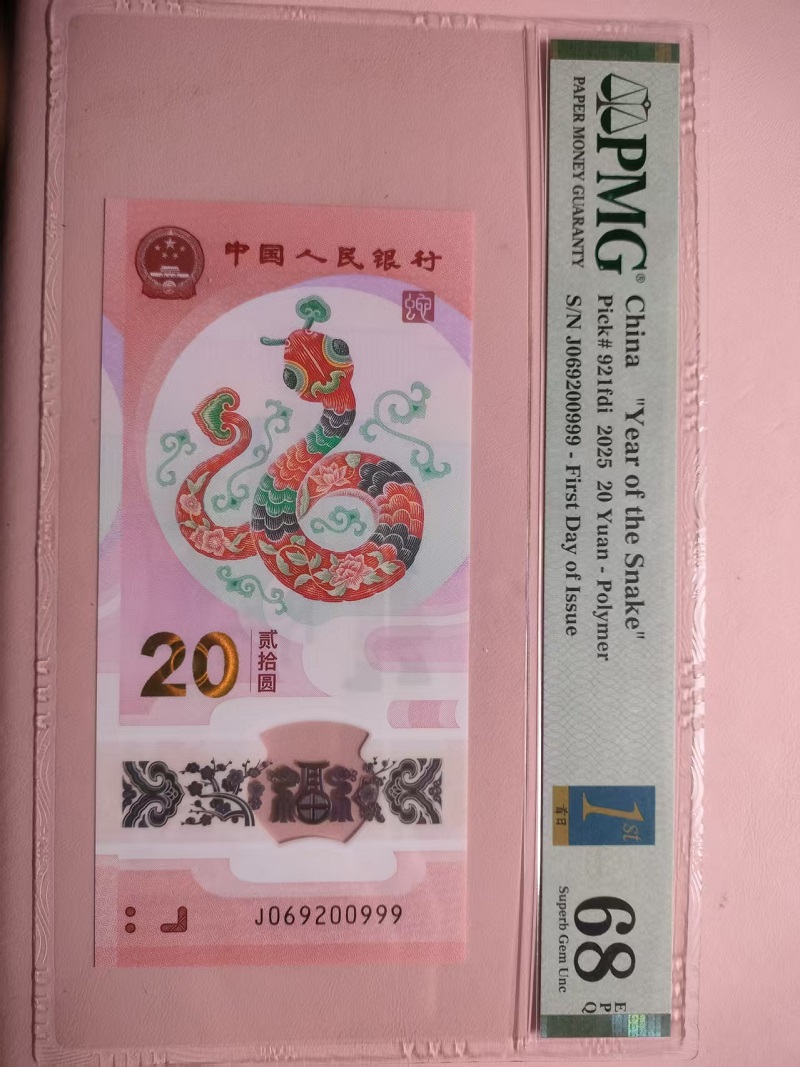 中国人民银行
蛇
20
贰拾圆
J069200999
PMG®
PAPER MONEY GUARANTY
China "Year of the Snake"
Pick# 921fdi 2025 20 Yuan - Polymer
S/N J069200999 - First Day of Issue
1st
首日
68 EPQ
Superb Gem Unc